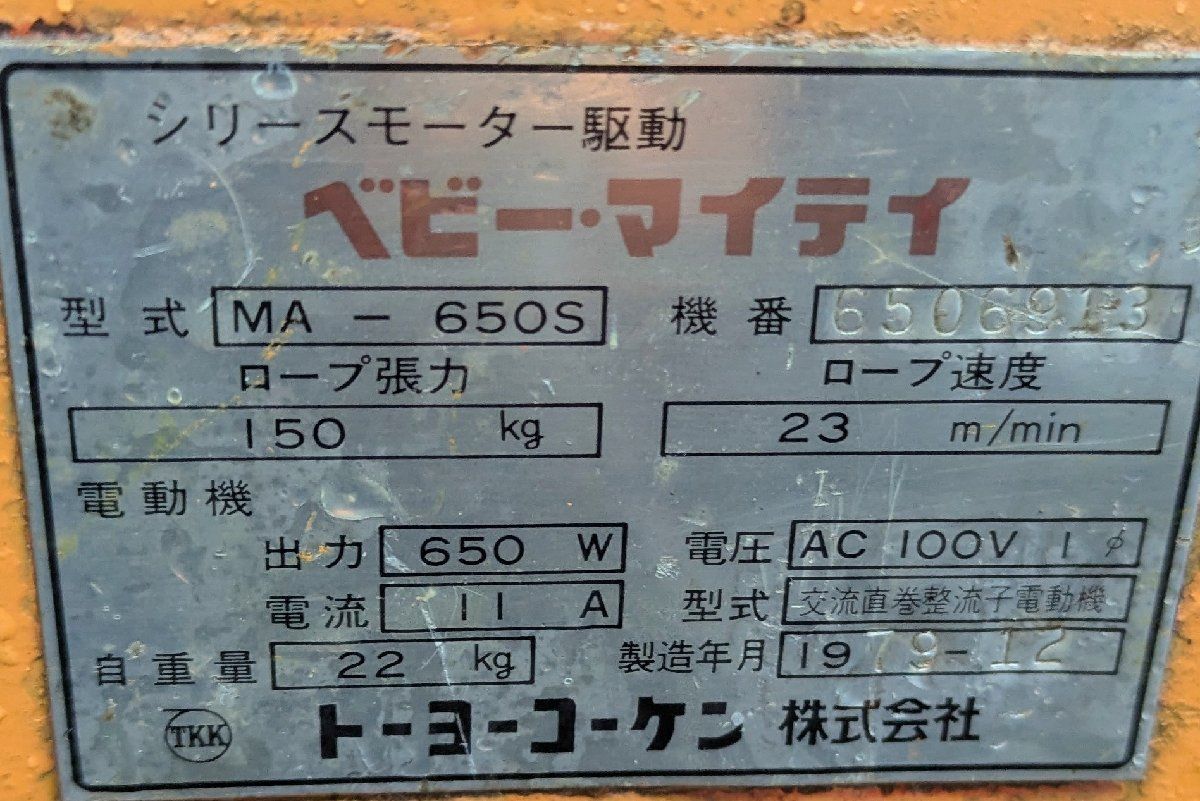 シリーズモーター駆動
ベビー・マイティ
型式 MA - 650S 機番 6506913
ロープ張力 ロープ速度
150 kg 23 m/min
電動機
出力 650 W 電圧 AC 100V 1φ
電流 11 A 型式 交流直巻整流子電動機
自重量 22 kg 製造年月 1979-12
TKK トーヨーコーケン 株式会社